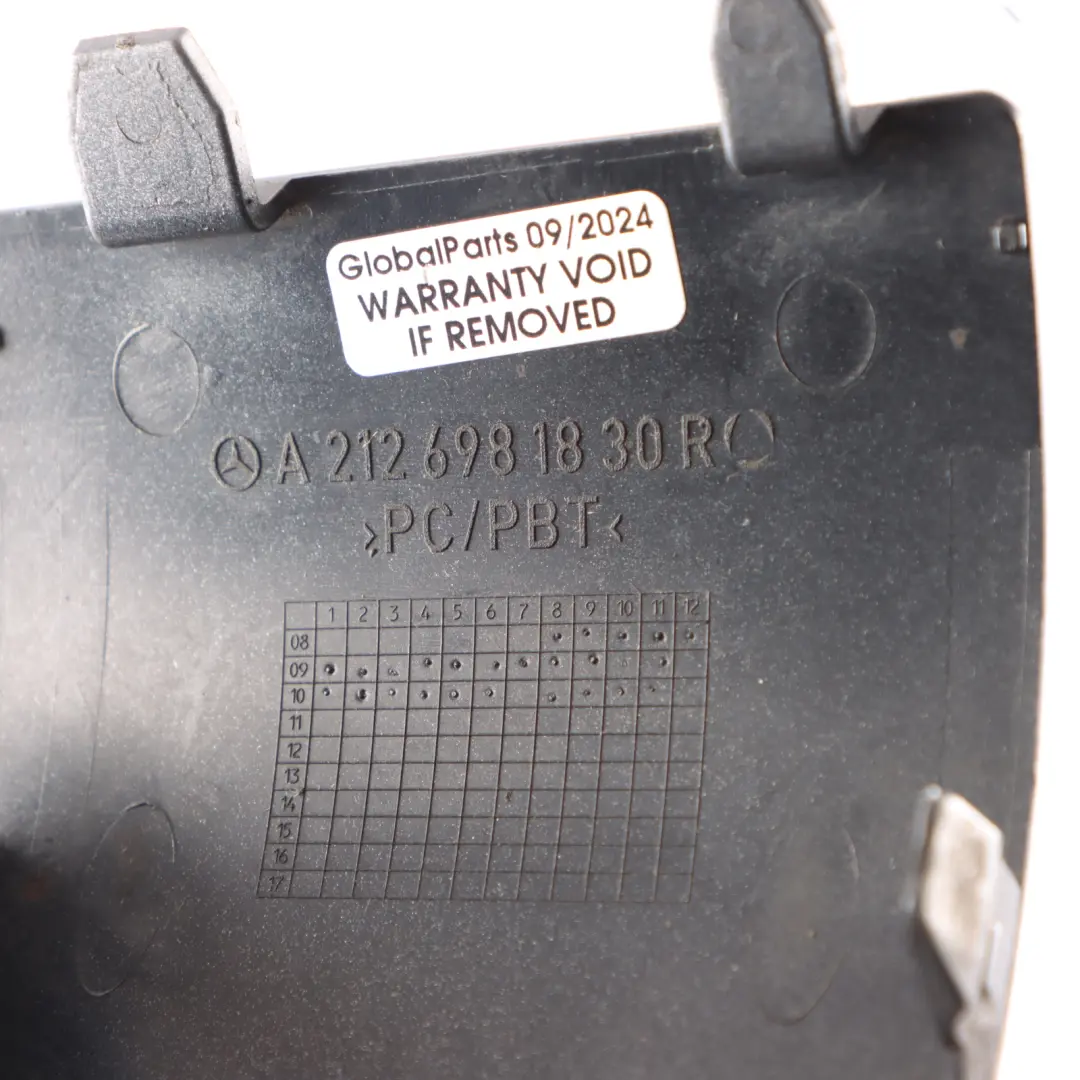 GlobalParts 09/2024
WARRANTY VOID
IF REMOVED
A 212 698 18 30 R
>PC/PBT<
1 2 3 4 5 6 7 8 9 10 11 12
08
09
10
11
12
13
14
15
16
17